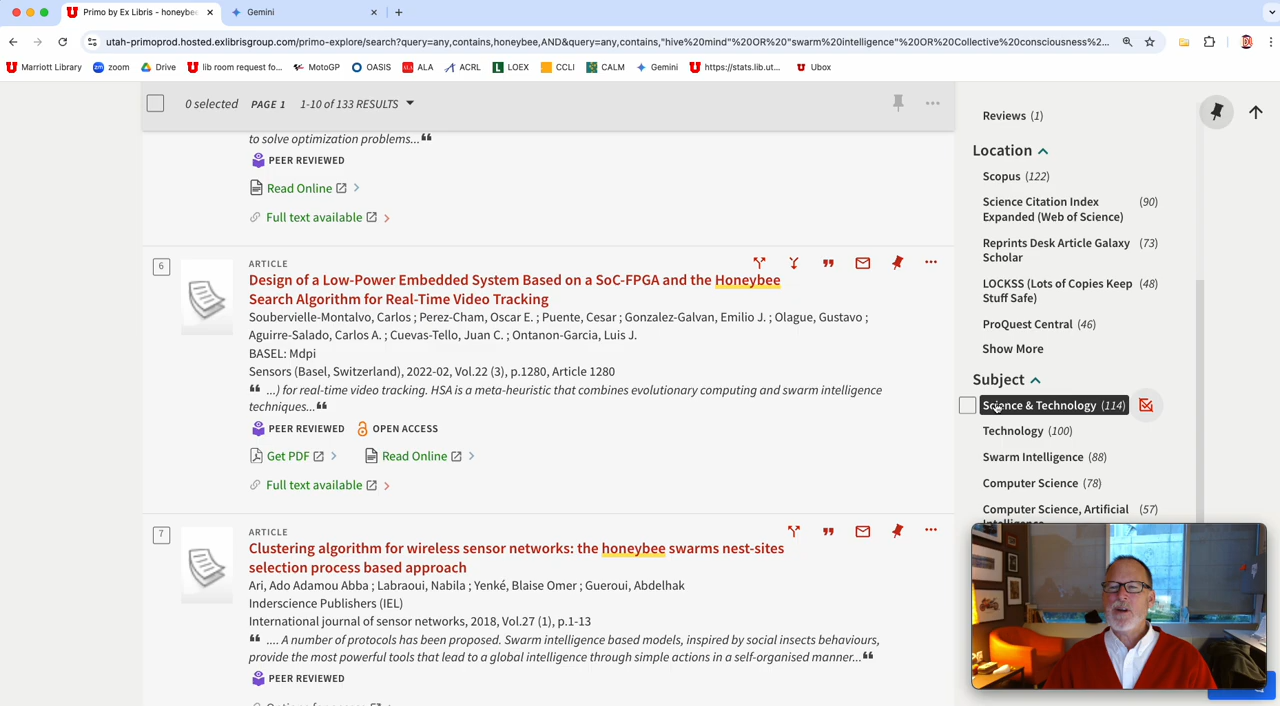 Primo by Ex Libris - honeybe
Gemini
utah-primoprod.hosted.exlibrisgroup.com/primo-explore/search?query=any,contains,honeybee,AND&query=any,contains,"hive%20mind"%20OR%20"swarm%20intelligence"%20OR%20Collective%20consciousness%2...
Marriott Library
zoom
Drive
lib room request fo...
MotoGP
OASIS
ALA
ACRL
LOEX
CCLI
CALM
Gemini
https://stats.lib.ut...
Ubox
0 selected PAGE 1 1-10 of 133 RESULTS
to solve optimization problems...
PEER REVIEWED
Read Online
Full text available
6
ARTICLE
Design of a Low-Power Embedded System Based on a SoC-FPGA and the Honeybee
Search Algorithm for Real-Time Video Tracking
Soubervielle-Montalvo, Carlos ; Perez-Cham, Oscar E. ; Puente, Cesar ; Gonzalez-Galvan, Emilio J. ; Olague, Gustavo ;
Aguirre-Salado, Carlos A. ; Cuevas-Tello, Juan C. ; Ontanon-Garcia, Luis J.
BASEL: Mdpi
Sensors (Basel, Switzerland), 2022-02, Vol.22 (3), p.1280, Article 1280
❝ ...) for real-time video tracking. HSA is a meta-heuristic that combines evolutionary computing and swarm intelligence
techniques...❝
PEER REVIEWED OPEN ACCESS
Get PDF Read Online
Full text available
7
ARTICLE
Clustering algorithm for wireless sensor networks: the honeybee swarms nest-sites
selection process based approach
Ari, Ado Adamou Abba ; Labraoui, Nabila ; Yenké, Blaise Omer ; Gueroui, Abdelhak
Inderscience Publishers (IEL)
International journal of sensor networks, 2018, Vol.27 (1), p.1-13
❝ .... A number of protocols has been proposed. Swarm intelligence based models, inspired by social insects behaviours,
provide the most powerful tools that lead to a global intelligence through simple actions in a self-organised manner...❝
PEER REVIEWED
Reviews (1)
Location
Scopus (122)
Science Citation Index (90)
Expanded (Web of Science)
Reprints Desk Article Galaxy (73)
Scholar
LOCKSS (Lots of Copies Keep (48)
Stuff Safe)
ProQuest Central (46)
Show More
Subject
Science & Technology (114)
Technology (100)
Swarm Intelligence (88)
Computer Science (78)
Computer Science, Artificial (57)